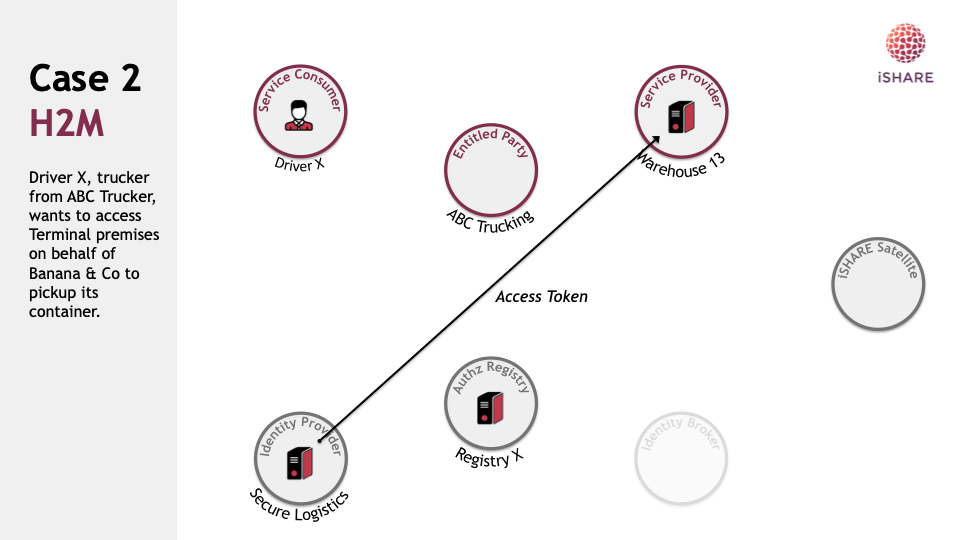 Case 2
H2M
Driver X, trucker
from ABC Trucker,
wants to access
Terminal premises
on behalf of
Banana & Co to
pickup its
container.
iSHARE
Service Consumer
Driver X
Entitled Party
ABC Trucking
Service Provider
Warehouse 13
iSHARE Satellite
Access Token
Authz Registry
Registry X
Identity Provider
Secure Logistics
Identity Broker